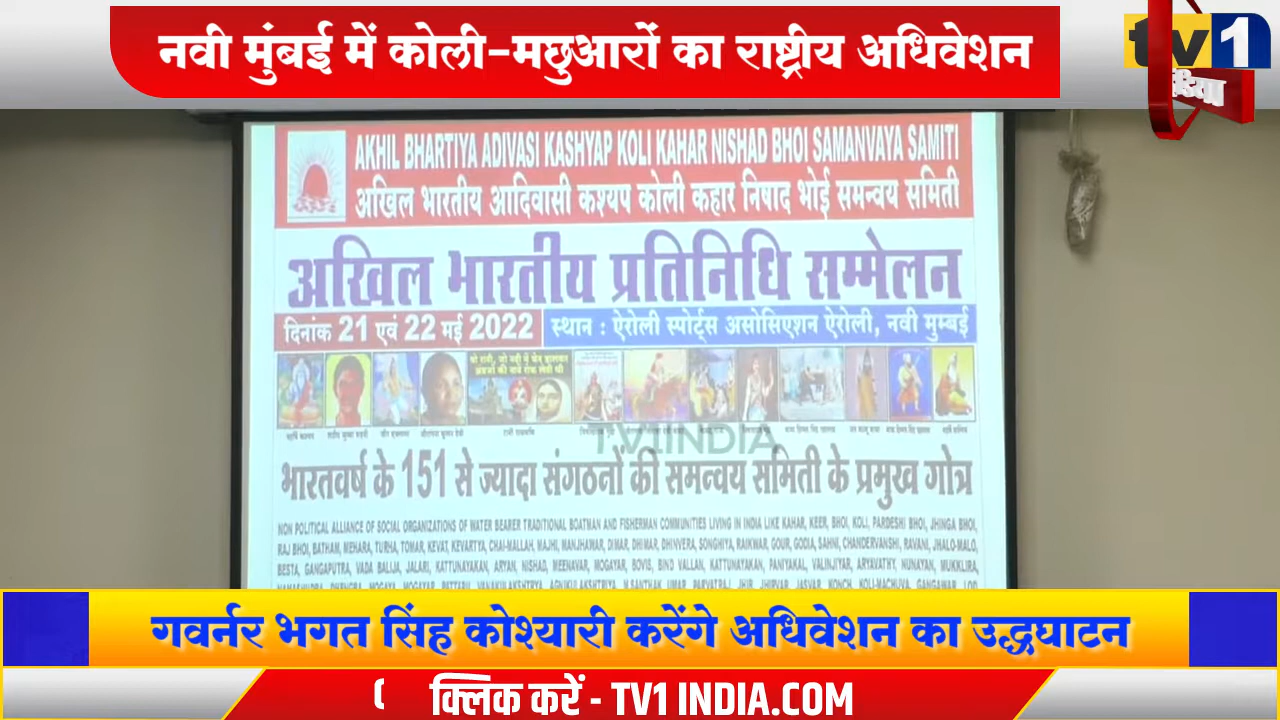 नवी मुंबई में कोली-मछुआरों का राष्ट्रीय अधिवेशन
tv1
इंडिया
AKHIL BHARTIYA ADIVASI KASHYAP KOLI KAHAR NISHAD BHOI SAMANVAYA SAMITI
अखिल भारतीय आदिवासी कश्यप कोली कहार निषाद भोई समन्वय समिति
अखिल भारतीय प्रतिनिधि सम्मेलन
दिनांक 21 एवं 22 मई 2022
स्थान : ऐरोली स्पोर्ट्स असोसिएशन ऐरोली, नवी मुम्बई
TV1INDIA
भारतवर्ष के 151 से ज्यादा संगठनों की समन्वय समिति के प्रमुख गोत्र
NON POLITICAL ALLIANCE OF SOCIAL ORGANIZATIONS OF WATER BEARER TRADITIONAL BOATMAN AND FISHERMAN COMMUNITIES LIVING IN INDIA LIKE KAHAR, KEER, BHOI, KOLI, PARDESHI BHOI, JHINGA BHOI,
RAJ BHOI, BATHAM, MEHARA, TURHA, TOMAR, KEVAT, KEVARTYA, CHAI-MALLAH, MAJHI, MANJHAWAR, DIMAR, DHIMAR, DHINVERA, SONGHIYA, RAIKWAR, GOUR, GODIA, SAHNI, CHANDERVANSHI, RAVANI, JHALO-MALO,
BESTA, GANGAPUTRA, VADA BALIJA, JALARI, KATTUNAYAKAN, ARYAN, NISHAD, MEENAVAR, MOGAYAR, BOVIS, BIND VALLAN, KATTUNAYAKAN, PANIYAKAL, VALINJIYAR, ARYAVATHY, HUNAYAN, MUKKLIRA,
गवर्नर भगत सिंह कोश्यारी करेंगे अधिवेशन का उद्धघाटन
क्लिक करें - TV1 INDIA.COM